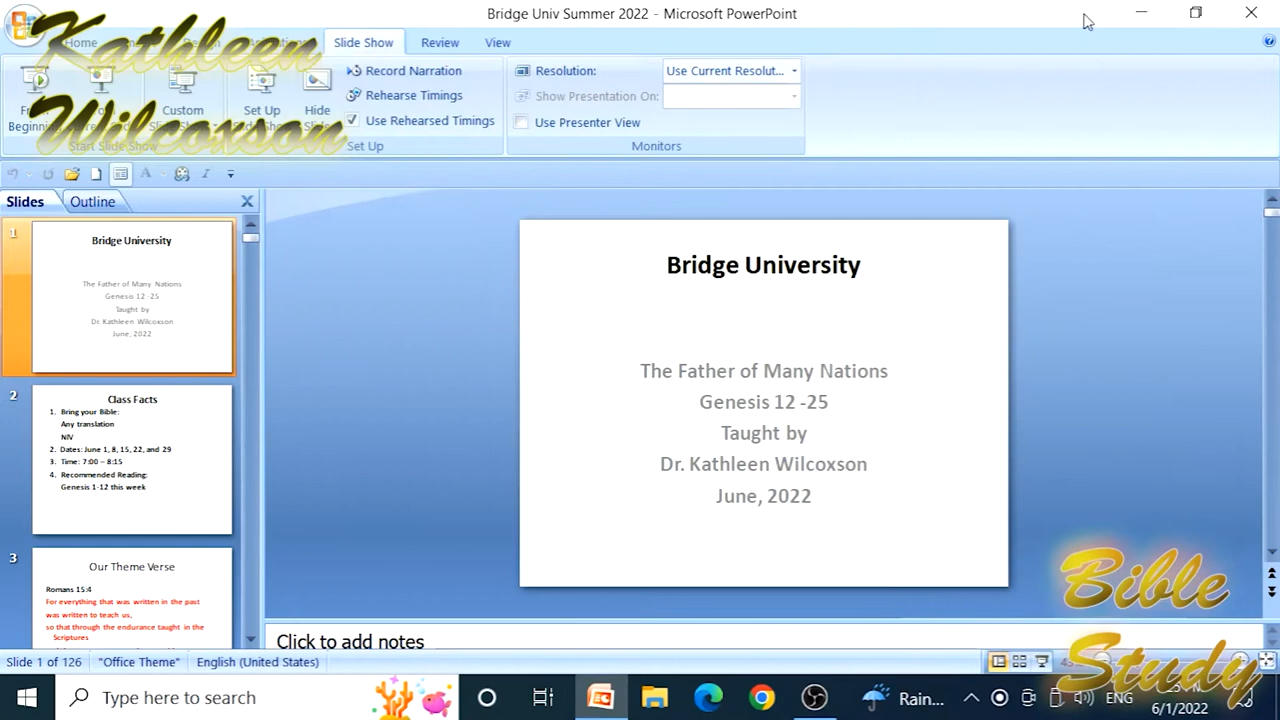 Bridge Univ Summer 2022 - Microsoft PowerPoint
Kathleen
Wilcoxson
Home
Slide Show
Review
View
Record Narration
Rehearse Timings
Use Rehearsed Timings
Custom
Set Up
Hide
Beginning
Start Slide Show
Set Up
Resolution:
Use Current Resolut...
Show Presentation On:
Use Presenter View
Monitors
Slides
Outline
1
Bridge University
The Father of Many Nations
Genesis 12 -25
Taught by
Dr. Kathleen Wilcoxson
June, 2022
2
Class Facts
1. Bring your Bible:
Any translation
NIV
2. Dates: June 1, 8, 15, 22, and 29
3. Time: 7:00 – 8:15
4. Recommended Reading:
Genesis 1-12 this week
3
Our Theme Verse
Romans 15:4
For everything that was written in the past
was written to teach us,
so that through the endurance taught in the
Scriptures
Bridge University
The Father of Many Nations
Genesis 12 -25
Taught by
Dr. Kathleen Wilcoxson
June, 2022
Bible
Study
Click to add notes
Slide 1 of 126
"Office Theme"
English (United States)
Type here to search
Rain...
ENG
6/1/2022